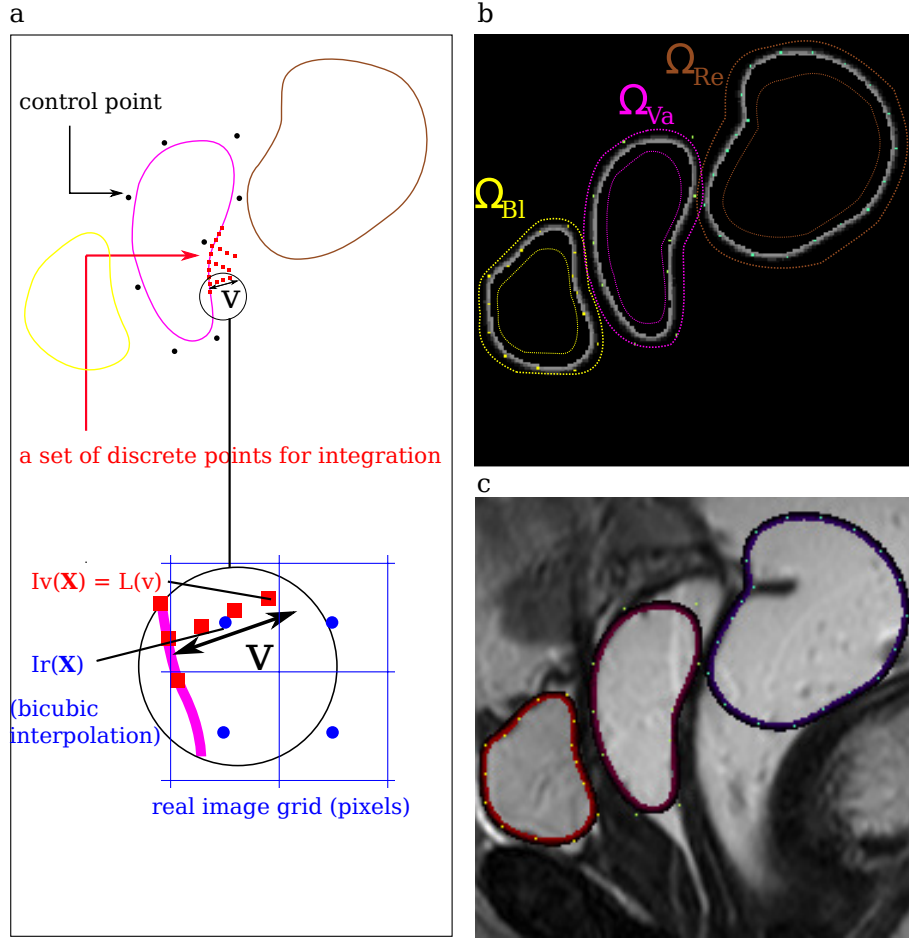 a
control point
v
a set of discrete points for integration
Iv(X) = L(v)
Ir(X)
v
(bicubic
interpolation)
real image grid (pixels)
b
ΩRe
ΩVa
ΩBl
c